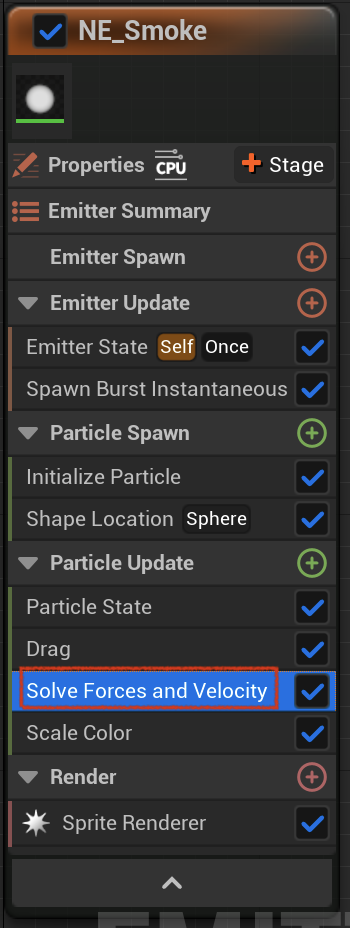 NE_Smoke
Properties CPU Stage
Emitter Summary
Emitter Spawn
Emitter Update
Emitter State Self Once
Spawn Burst Instantaneous
Particle Spawn
Initialize Particle
Shape Location Sphere
Particle Update
Particle State
Drag
Solve Forces and Velocity
Scale Color
Render
Sprite Renderer